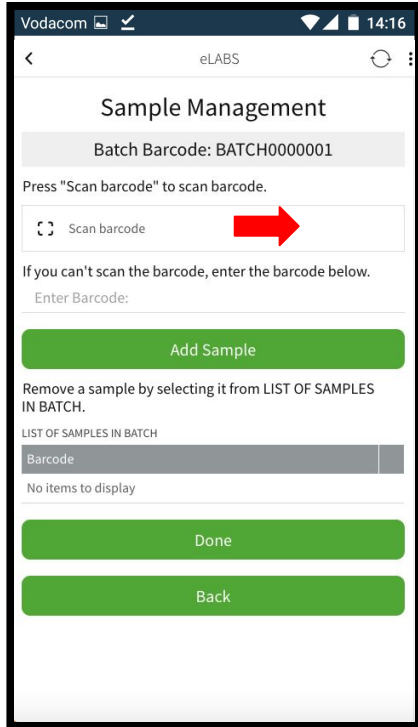 Vodacom 14:16
eLABS
Sample Management
Batch Barcode: BATCH0000001
Press "Scan barcode" to scan barcode.
Scan barcode
If you can't scan the barcode, enter the barcode below.
Enter Barcode:
Add Sample
Remove a sample by selecting it from LIST OF SAMPLES
IN BATCH.
LIST OF SAMPLES IN BATCH
Barcode
No items to display
Done
Back